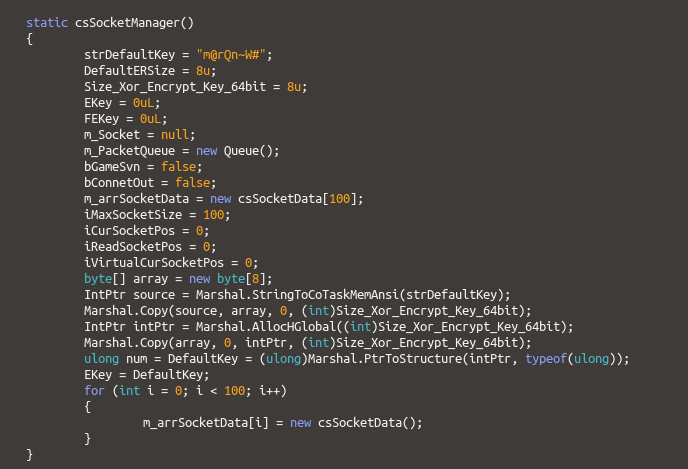 static csSocketManager()
{
strDefaultKey = "m@rQn~W#";
DefaultERSize = 8u;
Size_Xor_Encrypt_Key_64bit = 8u;
EKey = 0uL;
FEKey = 0uL;
m_Socket = null;
m_PacketQueue = new Queue();
bGameSvn = false;
bConnetOut = false;
m_arrSocketData = new csSocketData[100];
iMaxSocketSize = 100;
iCurSocketPos = 0;
iReadSocketPos = 0;
iVirtualCurSocketPos = 0;
byte[] array = new byte[8];
IntPtr source = Marshal.StringToCoTaskMemAnsi(strDefaultKey);
Marshal.Copy(source, array, 0, (int)Size_Xor_Encrypt_Key_64bit);
IntPtr intPtr = Marshal.AllocHGlobal((int)Size_Xor_Encrypt_Key_64bit);
Marshal.Copy(array, 0, intPtr, (int)Size_Xor_Encrypt_Key_64bit);
ulong num = DefaultKey = (ulong)Marshal.PtrToStructure(intPtr, typeof(ulong));
EKey = DefaultKey;
for (int i = 0; i < 100; i++)
{
m_arrSocketData[i] = new csSocketData();
}
}